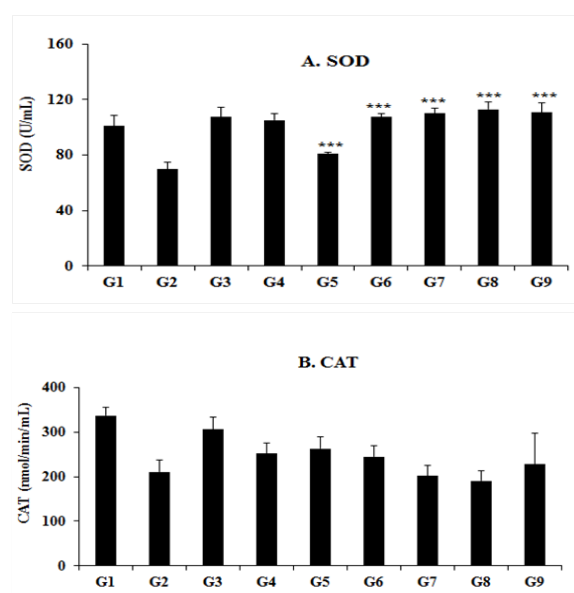 A. SOD
SOD (U/mL)
160
120
80
40
0
*** *** *** *** ***
G1 G2 G3 G4 G5 G6 G7 G8 G9
B. CAT
CAT (nmol/min/mL)
400
300
200
100
0
G1 G2 G3 G4 G5 G6 G7 G8 G9